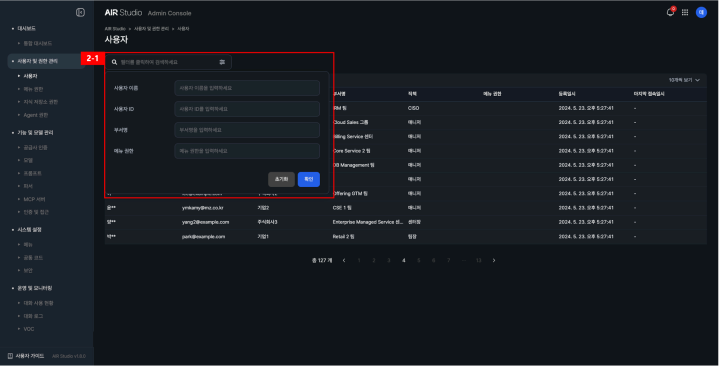 AIR Studio Admin Console
대시보드
통합 대시보드
사용자 및 권한 관리
사용자
메뉴 권한
지식 저장소 권한
Agent 권한
기능 및 모델 관리
공급사 인증
모델
프롬프트
MCP 서버
인증 및 접근
시스템 설정
메뉴
공통 코드
보안
운영 및 모니터링
대화 사용 현황
대화 로그
VOC
사용자 가이드 AIR Studio v1.8.0
AIR Studio > 사용자 및 권한 관리 > 사용자
사용자
2-1
필터를 클릭하여 검색하세요
사용자 이름 사용자 이름을 입력하세요
사용자 ID 사용자 ID를 입력하세요
부서명 부서명을 입력하세요
메뉴 권한 메뉴 권한을 입력하세요
초기화 확인
10개씩 보기
부서명 직책 메뉴 권한 등록일시 마지막 접속일시
RM 팀 CISO 2024. 5. 23. 오후 5:27:41 -
Cloud Sales 그룹 매니저 2024. 5. 23. 오후 5:27:41 -
Billing Service 센터 매니저 2024. 5. 23. 오후 5:27:41 -
Core Service 2 팀 매니저 2024. 5. 23. 오후 5:27:41 -
DB Management 팀 매니저 2024. 5. 23. 오후 5:27:41 -
매니저 2024. 5. 23. 오후 5:27:41 -
Offering GTM 팀 매니저 2024. 5. 23. 오후 5:27:41 -
윤** ymkamy@mz.co.kr 기업2 CSE 1 팀 매니저 2024. 5. 23. 오후 5:27:41 -
양** yang2@example.com 주식회사3 Enterprise Managed Service 센... 센터장 2024. 5. 23. 오후 5:27:41 -
박** park@example.com 기업1 Retail 2 팀 팀장 2024. 5. 23. 오후 5:27:41 -
총 127 개 < 1 2 3 4 5 6 7 ... 13 >